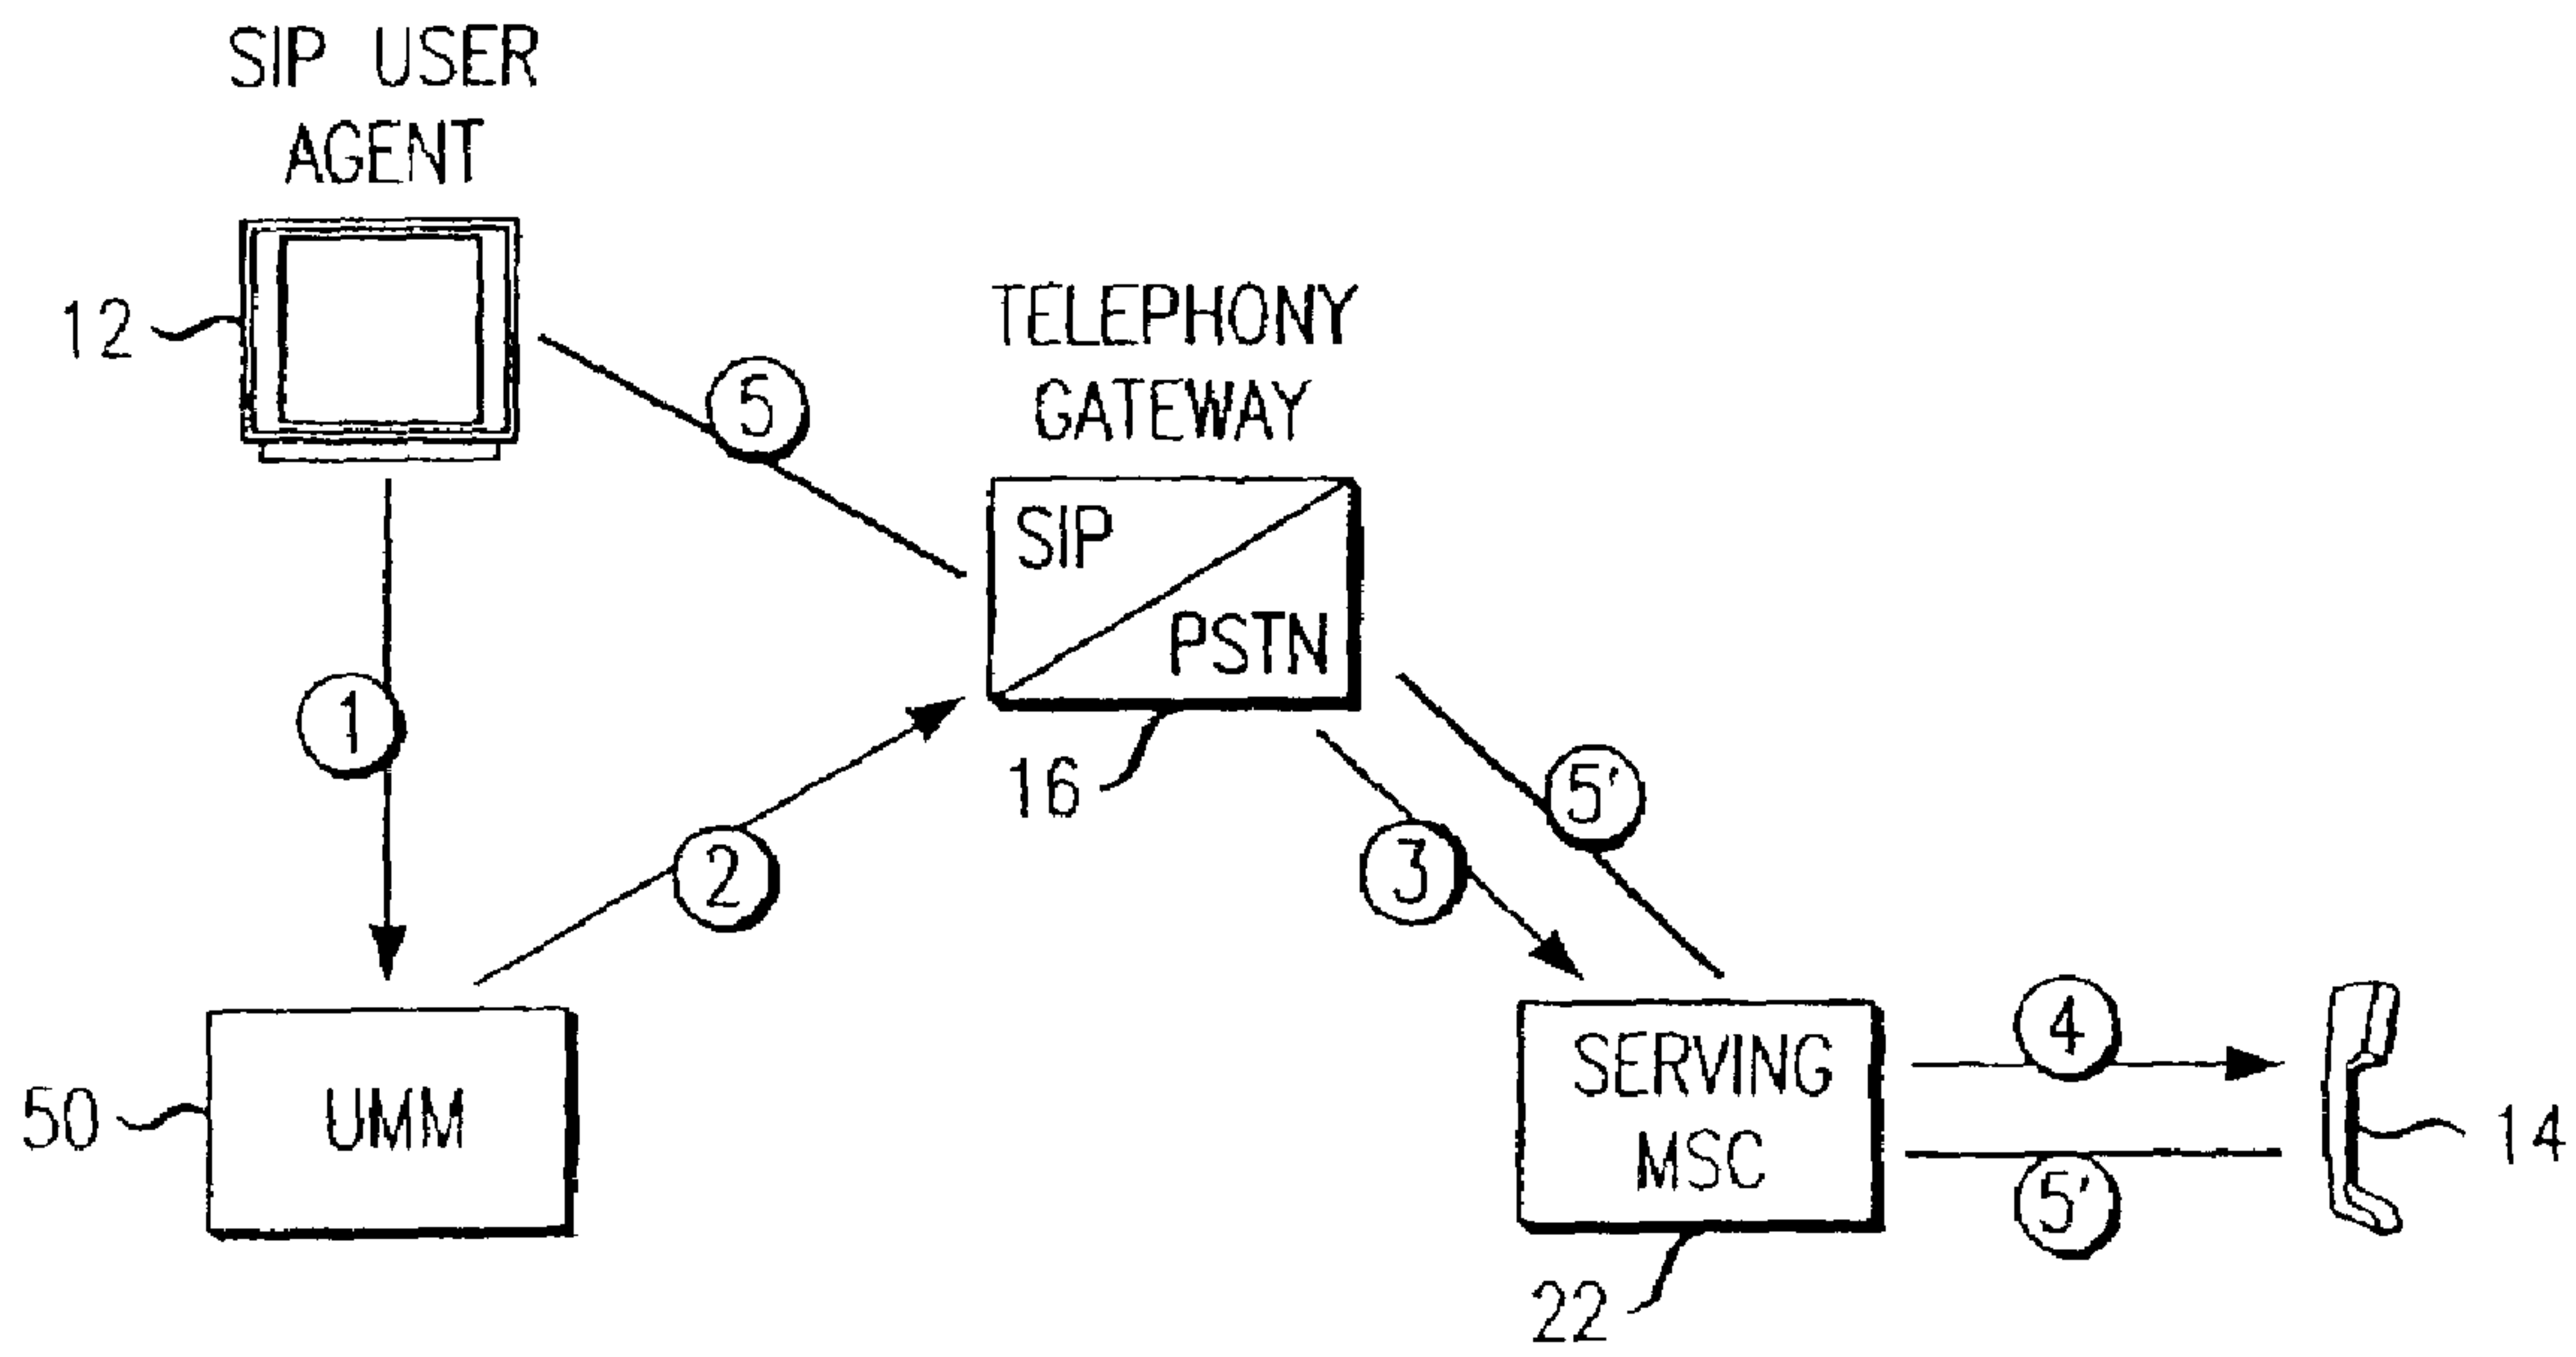 SIP USER
AGENT
12
5
TELEPHONY
GATEWAY
SIP
PSTN
16
1
2
3
5'
50
UMM
SERVING
MSC
22
4
5'
14